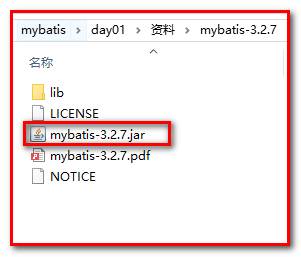 mybatis > day01 > 资料 > mybatis-3.2.7
名称
lib
LICENSE
mybatis-3.2.7.jar
mybatis-3.2.7.pdf
NOTICE